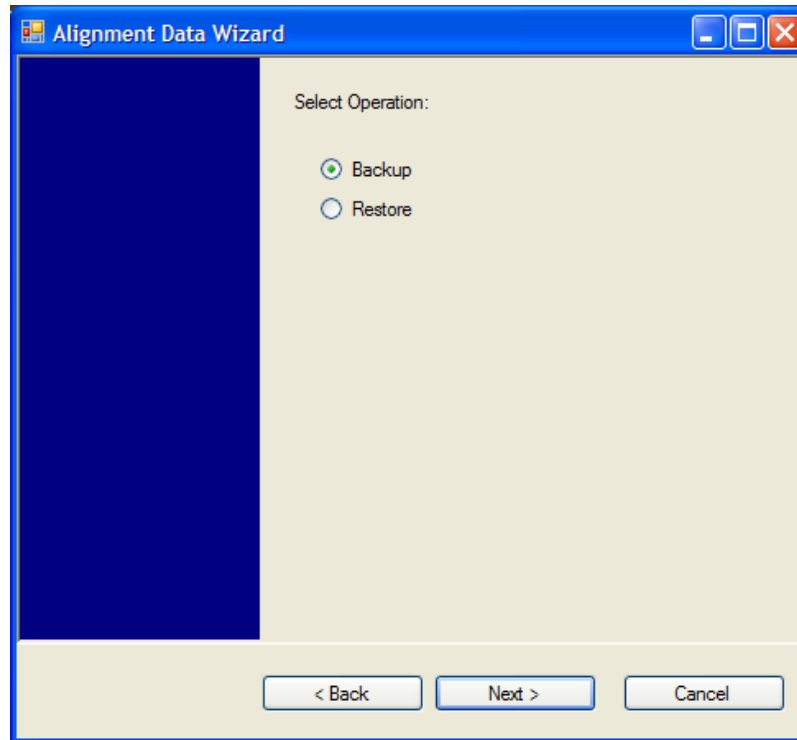 Alignment Data Wizard
Select Operation:
Backup
Restore
< Back Next > Cancel